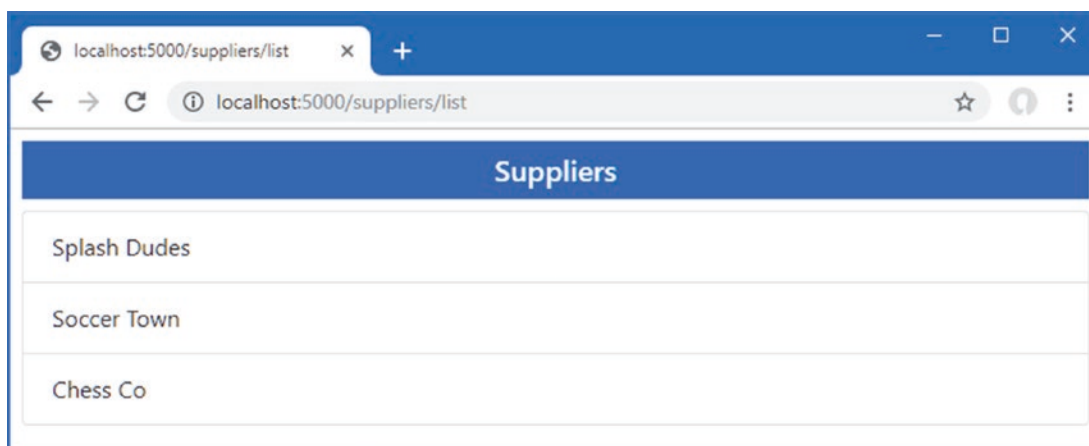 localhost:5000/suppliers/list
localhost:5000/suppliers/list
Suppliers
Splash Dudes
Soccer Town
Chess Co